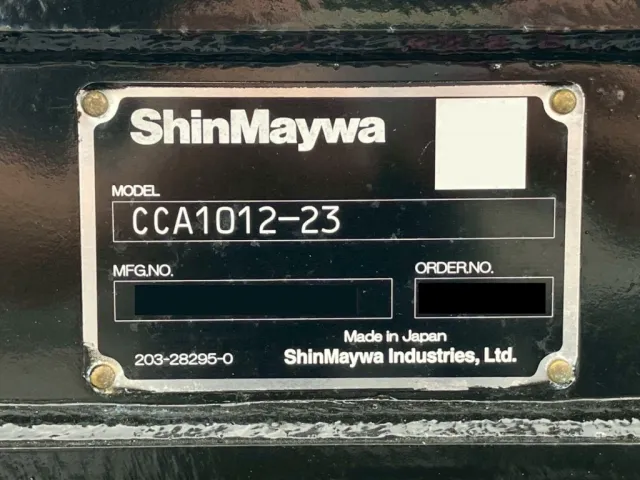 ShinMaywa
MODEL
CCA1012-23
MFG.NO.
ORDER.NO.
Made in Japan
203-28295-0
ShinMaywa Industries, Ltd.